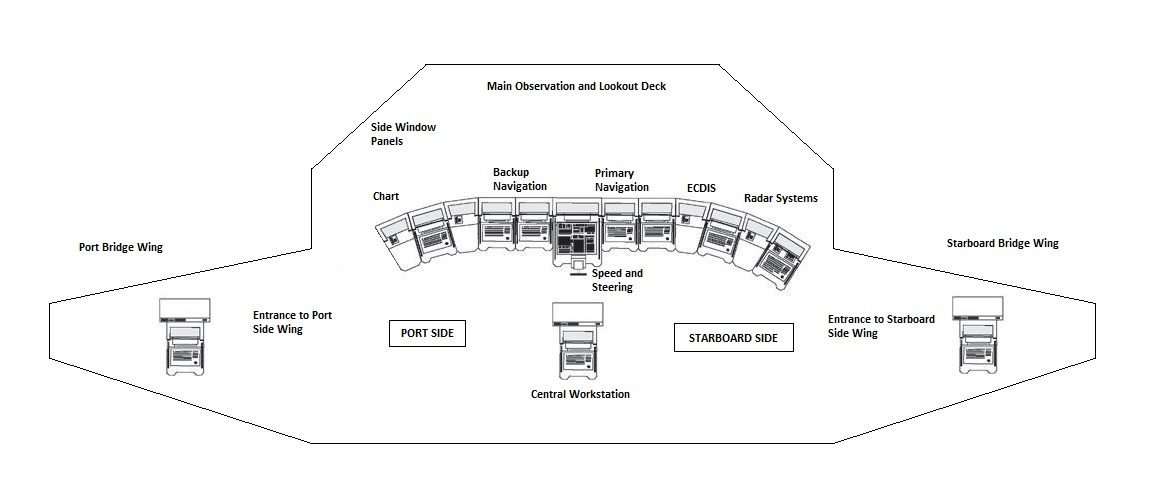 Main Observation and Lookout Deck
Side Window
Panels
Backup
Navigation
Primary
Navigation
Chart
ECDIS
Radar Systems
Port Bridge Wing
Starboard Bridge Wing
Speed and
Steering
Entrance to Port
Side Wing
PORT SIDE
STARBOARD SIDE
Entrance to Starboard
Side Wing
Central Workstation